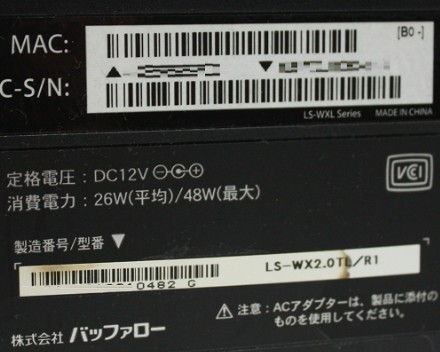 MAC:
[B0 -]
C-S/N:
LS-WXL Series MADE IN CHINA
定格電圧：DC12V
消費電力：26W(平均)/48W(最大)
VCI
製造番号/型番 ▼
LS-WX2.0TL/R1
0482 G
注意：ACアダプターは、製品に添付の
ものを使用してください。
株式会社 バッファロー